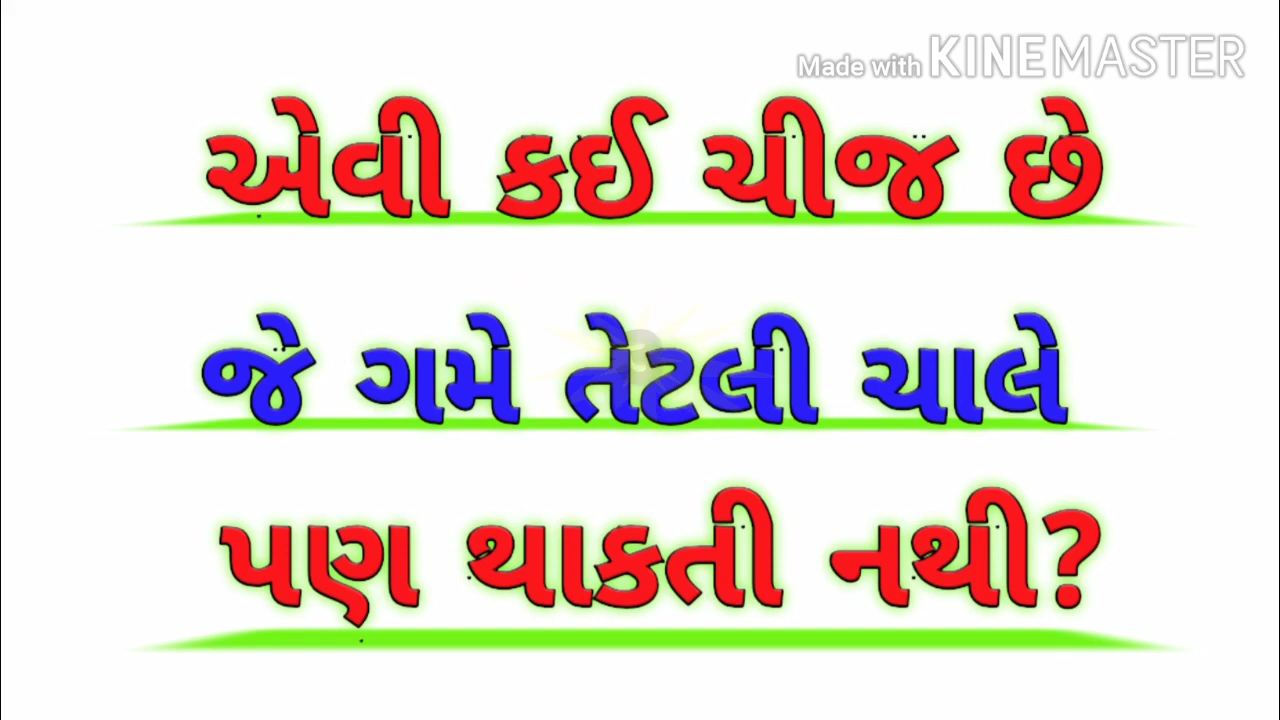 Made with KINEMASTER
એવી કઈ ચીજ છે
જે ગમે તેટલી ચાલે
પણ થાકતી નથી?